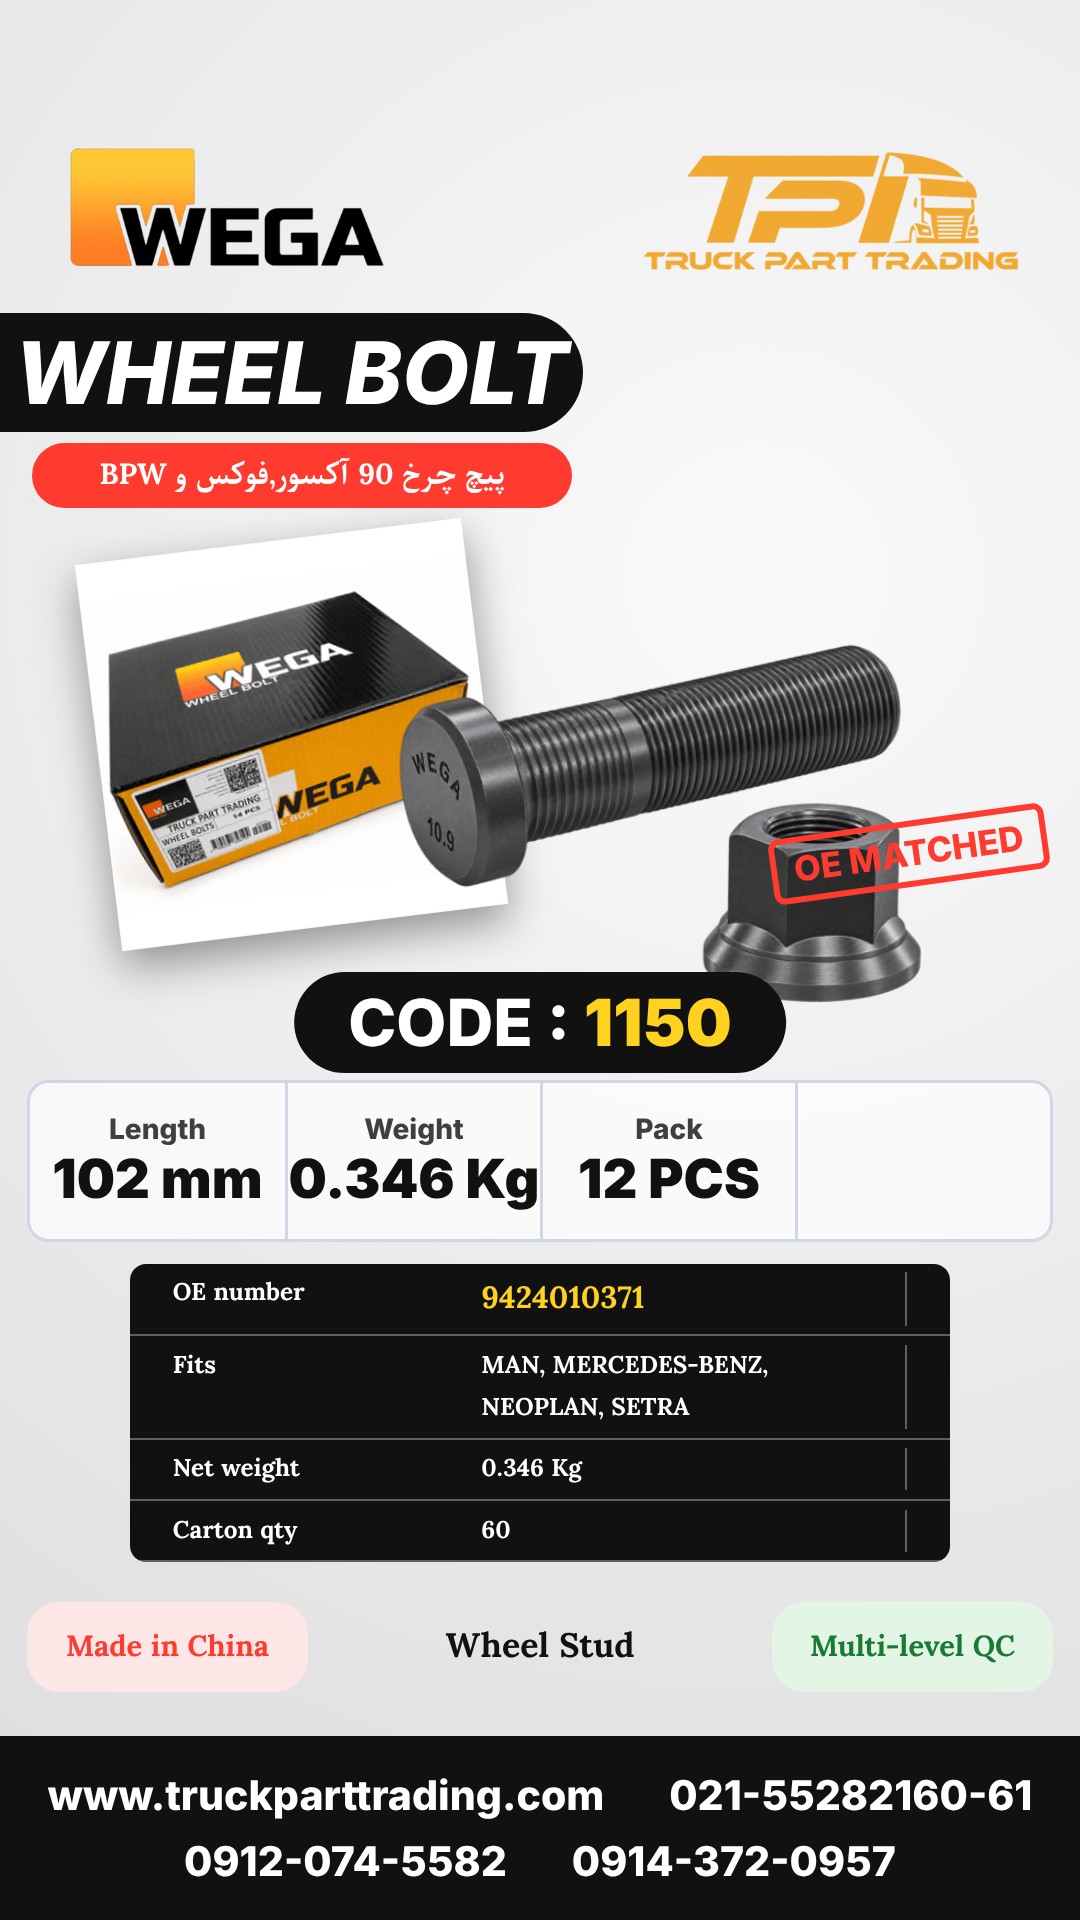 WEGA
TPT
TRUCK PART TRADING
WHEEL BOLT
پیچ چرخ 90 آکسور,فوکس و BPW
WEGA
WHEEL BOLT
WEGA
TRUCK PART TRADING
WHEEL BOLTS 14 PCS
WEGA
WEGA
10.9
OE MATCHED
CODE : 1150
Length Weight Pack
102 mm 0.346 Kg 12 PCS
OE number 9424010371
Fits MAN, MERCEDES-BENZ,
NEOPLAN, SETRA
Net weight 0.346 Kg
Carton qty 60
Made in China Wheel Stud Multi-level QC
www.truckparttrading.com 021-55282160-61
0912-074-5582 0914-372-0957